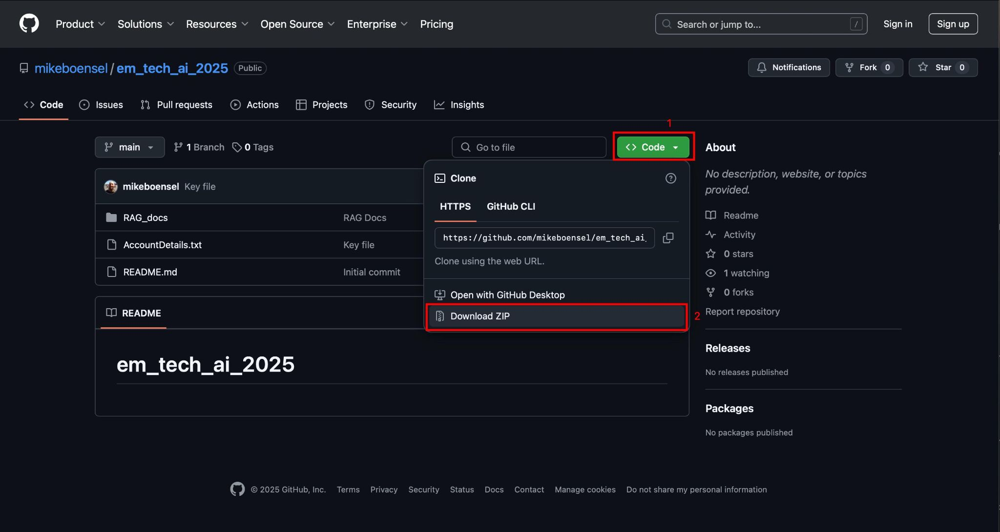 Product Solutions Resources Open Source Enterprise Pricing Search or jump to... / Sign in Sign up
mikeboensel / em_tech_ai_2025 Public Notifications Fork 0 Star 0
Code Issues Pull requests Actions Projects Security Insights
1
main 1 Branch 0 Tags Go to file Code
mikeboensel Key file
RAG_docs RAG Docs
AccountDetails.txt Key file
README.md Initial commit
Clone
HTTPS GitHub CLI
https://github.com/mikeboensel/em_tech_ai_
Clone using the web URL.
Open with GitHub Desktop
Download ZIP
2
README
em_tech_ai_2025
About
No description, website, or topics
provided.
Readme
Activity
0 stars
1 watching
0 forks
Report repository
Releases
No releases published
Packages
No packages published
© 2025 GitHub, Inc. Terms Privacy Security Status Docs Contact Manage cookies Do not share my personal information